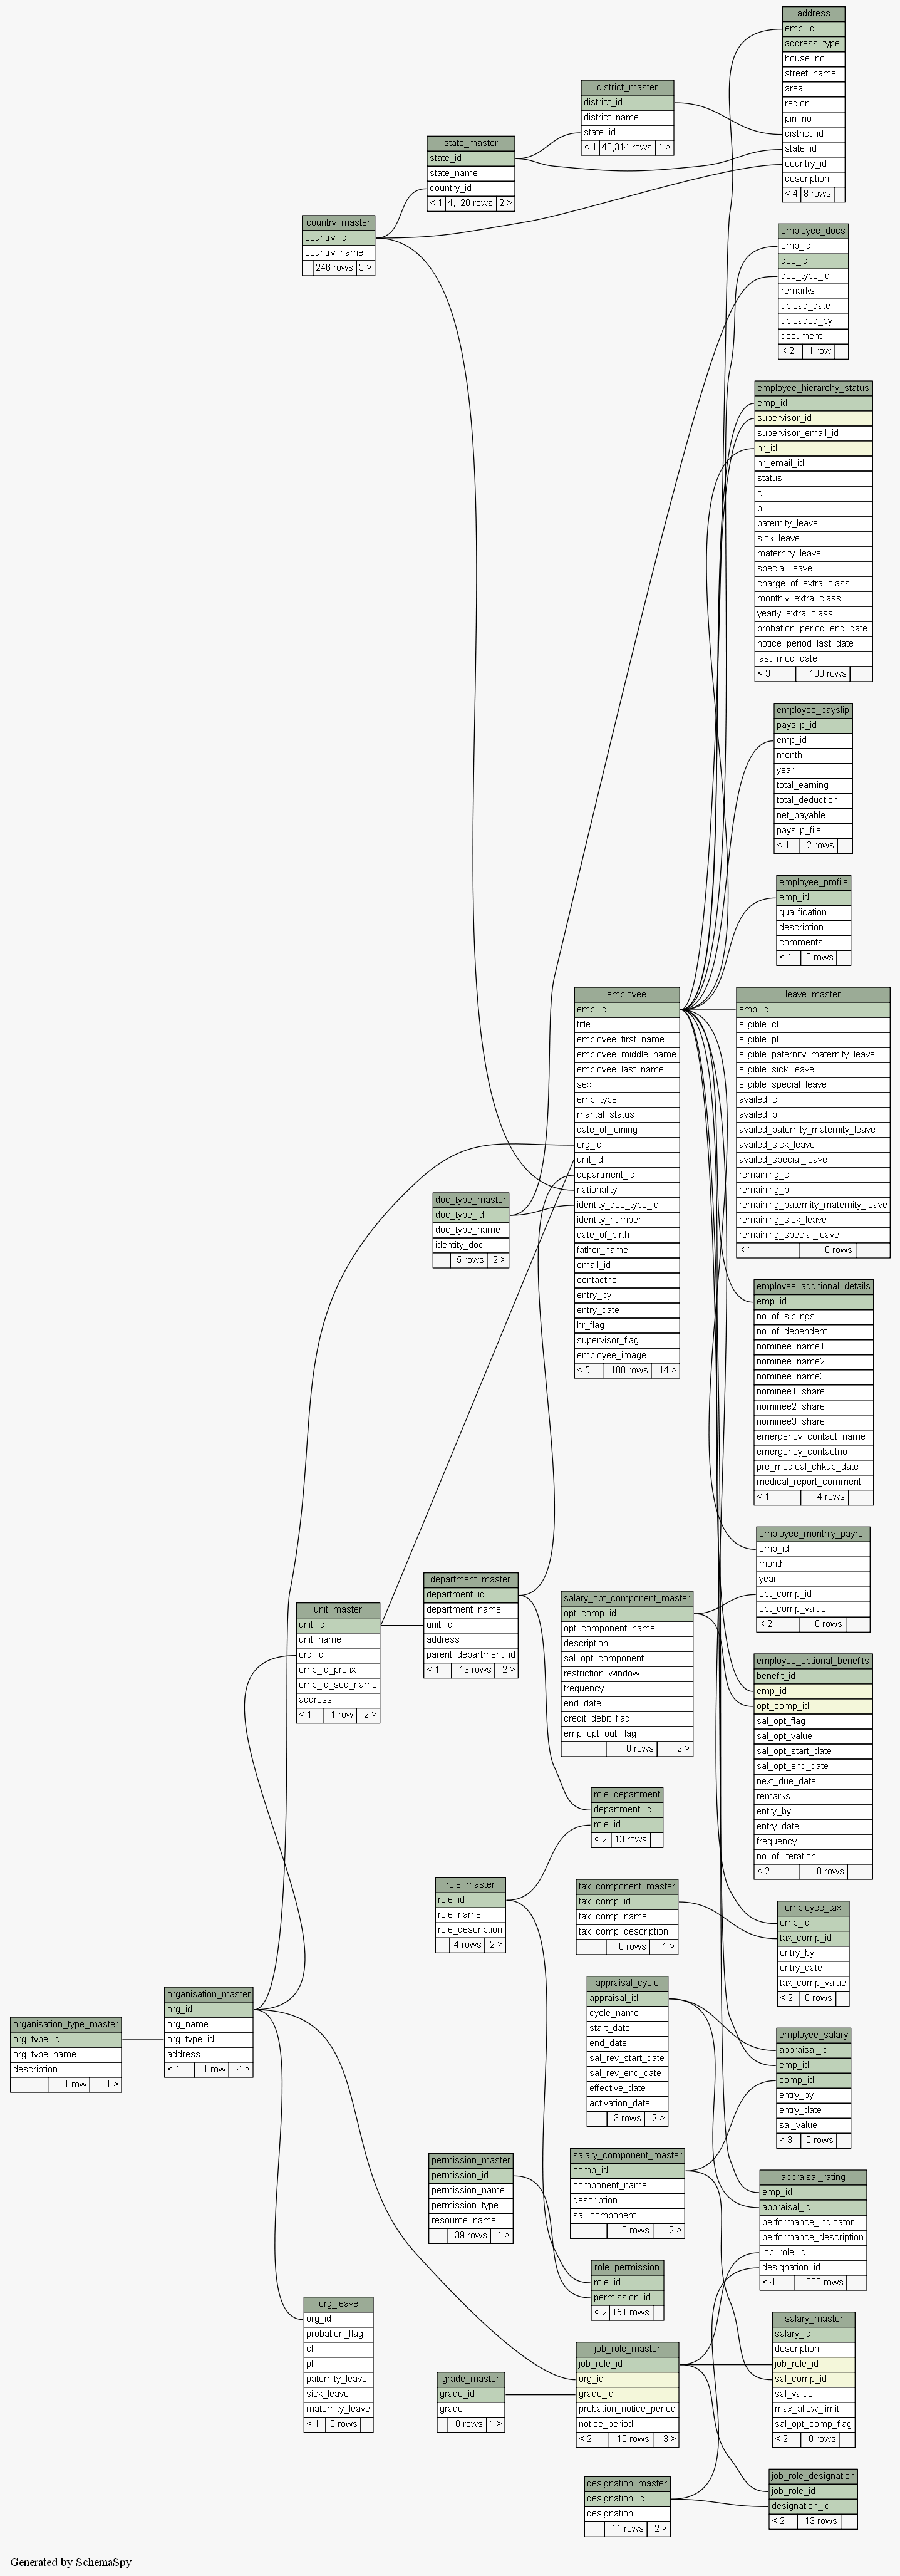 address
emp_id
address_type
house_no
street_name
area
region
pin_no
district_id
state_id
country_id
description
< 4 8 rows
district_master
district_id
district_name
state_id
< 1 48,314 rows 1 >
state_master
state_id
state_name
country_id
< 1 4,120 rows 2 >
country_master
country_id
country_name
246 rows 3 >
employee_docs
emp_id
doc_id
doc_type_id
remarks
upload_date
uploaded_by
document
< 2 1 row
employee_hierarchy_status
emp_id
supervisor_id
supervisor_email_id
hr_id
hr_email_id
status
cl
pl
paternity_leave
sick_leave
maternity_leave
special_leave
charge_of_extra_class
monthly_extra_class
yearly_extra_class
probation_period_end_date
notice_period_last_date
last_mod_date
< 3 100 rows
employee_payslip
payslip_id
emp_id
month
year
total_earning
total_deduction
net_payable
payslip_file
< 1 2 rows
employee_profile
emp_id
qualification
description
comments
< 1 0 rows
employee
emp_id
title
employee_first_name
employee_middle_name
employee_last_name
sex
emp_type
marital_status
date_of_joining
org_id
unit_id
department_id
nationality
identity_doc_type_id
identity_number
date_of_birth
father_name
email_id
contactno
entry_by
entry_date
hr_flag
supervisor_flag
employee_image
< 5 100 rows 14 >
leave_master
emp_id
eligible_cl
eligible_pl
eligible_paternity_maternity_leave
eligible_sick_leave
eligible_special_leave
availed_cl
availed_pl
availed_paternity_maternity_leave
availed_sick_leave
availed_special_leave
remaining_cl
remaining_pl
remaining_paternity_maternity_leave
remaining_sick_leave
remaining_special_leave
< 1 0 rows
doc_type_master
doc_type_id
doc_type_name
identity_doc
5 rows 2 >
employee_additional_details
emp_id
no_of_siblings
no_of_dependent
nominee_name1
nominee_name2
nominee_name3
nominee1_share
nominee2_share
nominee3_share
emergency_contact_name
emergency_contactno
pre_medical_chkup_date
medical_report_comment
< 1 4 rows
employee_monthly_payroll
emp_id
month
year
opt_comp_id
opt_comp_value
< 2 0 rows
department_master
department_id
department_name
unit_id
address
parent_department_id
< 1 13 rows 2 >
unit_master
unit_id
unit_name
org_id
emp_id_prefix
emp_id_seq_name
address
< 1 1 row 2 >
salary_opt_component_master
opt_comp_id
opt_component_name
description
sal_opt_component
restriction_window
frequency
end_date
credit_debit_flag
emp_opt_out_flag
0 rows 2 >
employee_optional_benefits
benefit_id
emp_id
opt_comp_id
sal_opt_flag
sal_opt_value
sal_opt_start_date
sal_opt_end_date
next_due_date
remarks
entry_by
entry_date
frequency
no_of_iteration
< 2 0 rows
role_department
department_id
role_id
< 2 13 rows
role_master
role_id
role_name
role_description
4 rows 2 >
tax_component_master
tax_comp_id
tax_comp_name
tax_comp_description
0 rows 1 >
employee_tax
emp_id
tax_comp_id
entry_by
entry_date
tax_comp_value
< 2 0 rows
organisation_type_master
org_type_id
org_type_name
description
1 row 1 >
organisation_master
org_id
org_name
org_type_id
address
< 1 1 row 4 >
appraisal_cycle
appraisal_id
cycle_name
start_date
end_date
sal_rev_start_date
sal_rev_end_date
effective_date
activation_date
3 rows 2 >
employee_salary
appraisal_id
emp_id
comp_id
entry_by
entry_date
sal_value
< 3 0 rows
permission_master
permission_id
permission_name
permission_type
resource_name
39 rows 1 >
salary_component_master
comp_id
component_name
description
sal_component
0 rows 2 >
appraisal_rating
emp_id
appraisal_id
performance_indicator
performance_description
job_role_id
designation_id
< 4 300 rows
role_permission
role_id
permission_id
< 2 151 rows
org_leave
org_id
probation_flag
cl
pl
paternity_leave
sick_leave
maternity_leave
< 1 0 rows
salary_master
salary_id
description
job_role_id
sal_comp_id
sal_value
max_allow_limit
sal_opt_comp_flag
< 2 0 rows
job_role_master
job_role_id
org_id
grade_id
probation_notice_period
notice_period
< 2 10 rows 3 >
grade_master
grade_id
grade
10 rows 1 >
designation_master
designation_id
designation
11 rows 2 >
job_role_designation
job_role_id
designation_id
< 2 13 rows
Generated by SchemaSpy